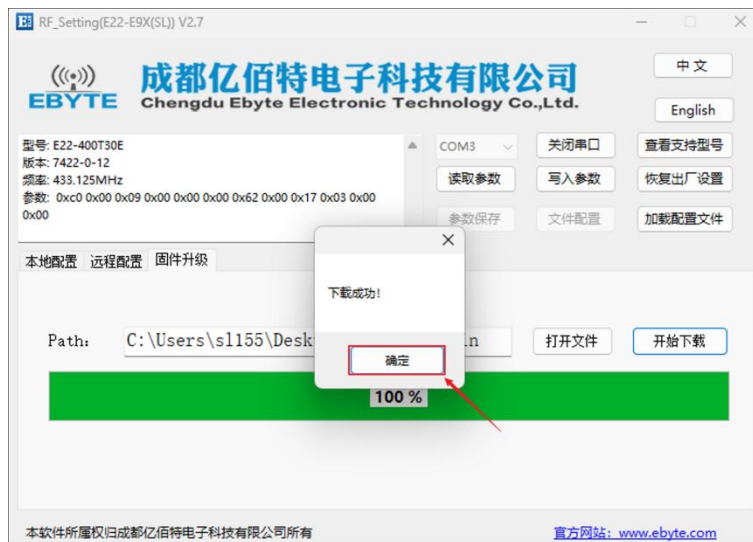 RF_Setting(E22-E9X(SL)) V2.7
EBYTE
成都亿佰特电子科技有限公司
Chengdu Ebyte Electronic Technology Co.,Ltd.
中文
English
型号: E22-400T30E
版本: 7422-0-12
频率: 433.125MHz
参数: 0xc0 0x00 0x09 0x00 0x00 0x00 0x62 0x00 0x17 0x03 0x00
0x00
COM3
关闭串口
查看支持型号
读取参数
写入参数
恢复出厂设置
参数保存
文件配置
加载配置文件
本地配置 远程配置 固件升级
下载成功!
确定
Path: C:\Users\sl155\Desk
打开文件
开始下载
100 %
本软件所属权归成都亿佰特电子科技有限公司所有
官方网站: www.ebyte.com